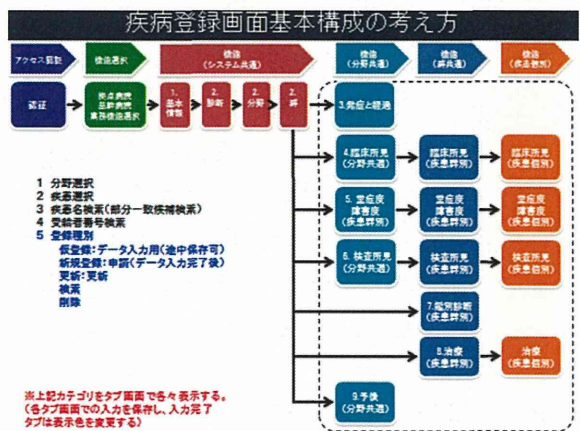 疾病登録画面基本構成の考え方
アクセス認証
機能選択
機能
(システム共通)
機能
(分野共通)
機能
(群共通)
機能
(疾患個別)
認証
拠点病院
基幹病院
業務機能選択
1.
基本
情報
2.
診断
2.
分野
2.
群
3.発症と経過
4.臨床所見
(分野共通)
臨床所見
(疾患群別)
臨床所見
(疾患個別)
5.重症度
障害度
(疾患群別)
重症度
障害度
(疾患群別)
重症度
障害度
(疾患個別)
6.検査所見
(分野共通)
検査所見
(疾患群別)
検査所見
(疾患個別)
7.鑑別診断
(疾患群別)
8.治療
(疾患群別)
治療
(疾患個別)
9.予後
(分野共通)
1 分野選択
2 疾患選択
3 疾患名検索(部分一致候補検索)
4 受給者番号検索
5 登録種別
仮登録:データ入力用(途中保存可)
新規登録:申請(データ入力完了後)
更新:更新
検索
削除
※上記カテゴリをタブ画面で各々表示する。
(各タブ画面での入力を保存し、入力完了
タブは表示色を変更する)